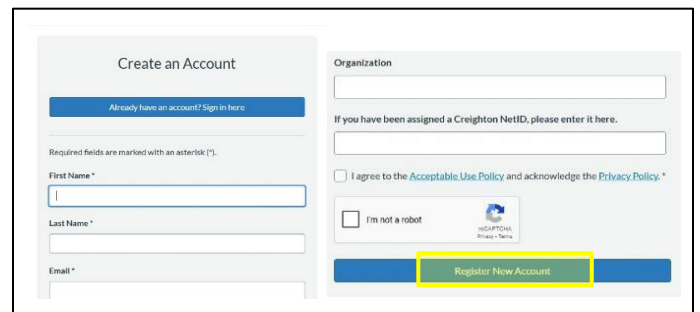 Create an Account
Already have an account? Sign in here
Required fields are marked with an asterisk (*).
First Name *
Last Name *
Email *
Organization
If you have been assigned a Creighton NetID, please enter it here.
I agree to the Acceptable Use Policy and acknowledge the Privacy Policy. *
I'm not a robot
reCAPTCHA
Privacy - Terms
Register New Account